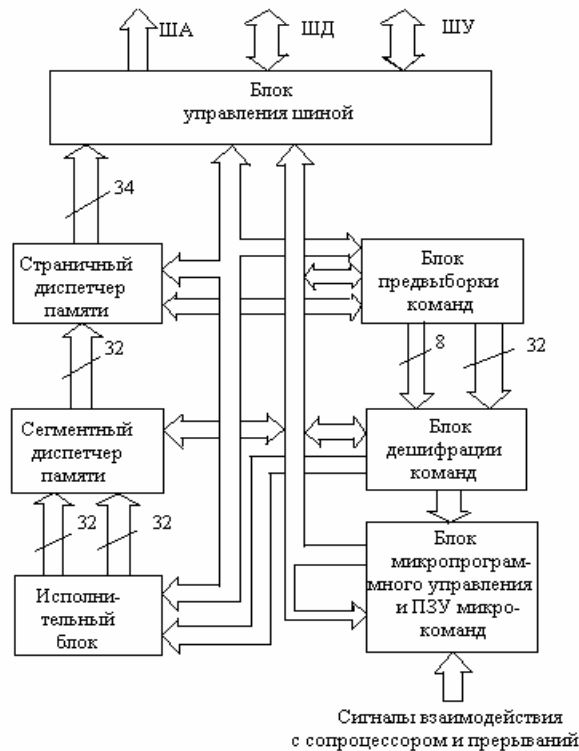 ША ШД ШУ
Блок
управления шиной
34
Страничный
диспетчер
памяти
Блок
предвыборки
команд
32
8 32
Сегментный
диспетчер
памяти
Блок
дешифрации
команд
32 32
Исполни-
тельный
блок
Блок
микропрограм-
много управления
и ПЗУ микро-
команд
Сигналы взаимодействия
с сопроцессором и прерываний